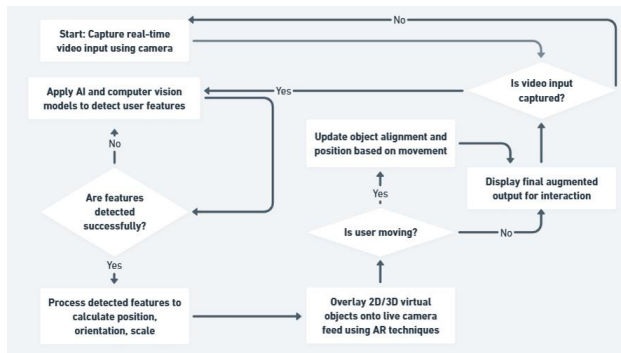 No
Start: Capture real-time
video input using camera
Is video input
captured?
Yes
Apply AI and computer vision
models to detect user features
No
Update object alignment and
position based on movement
Are features
detected
successfully?
Yes
Display final augmented
output for interaction
Is user moving?
No
Yes
Process detected features to
calculate position,
orientation, scale
Overlay 2D/3D virtual
objects onto live camera
feed using AR techniques